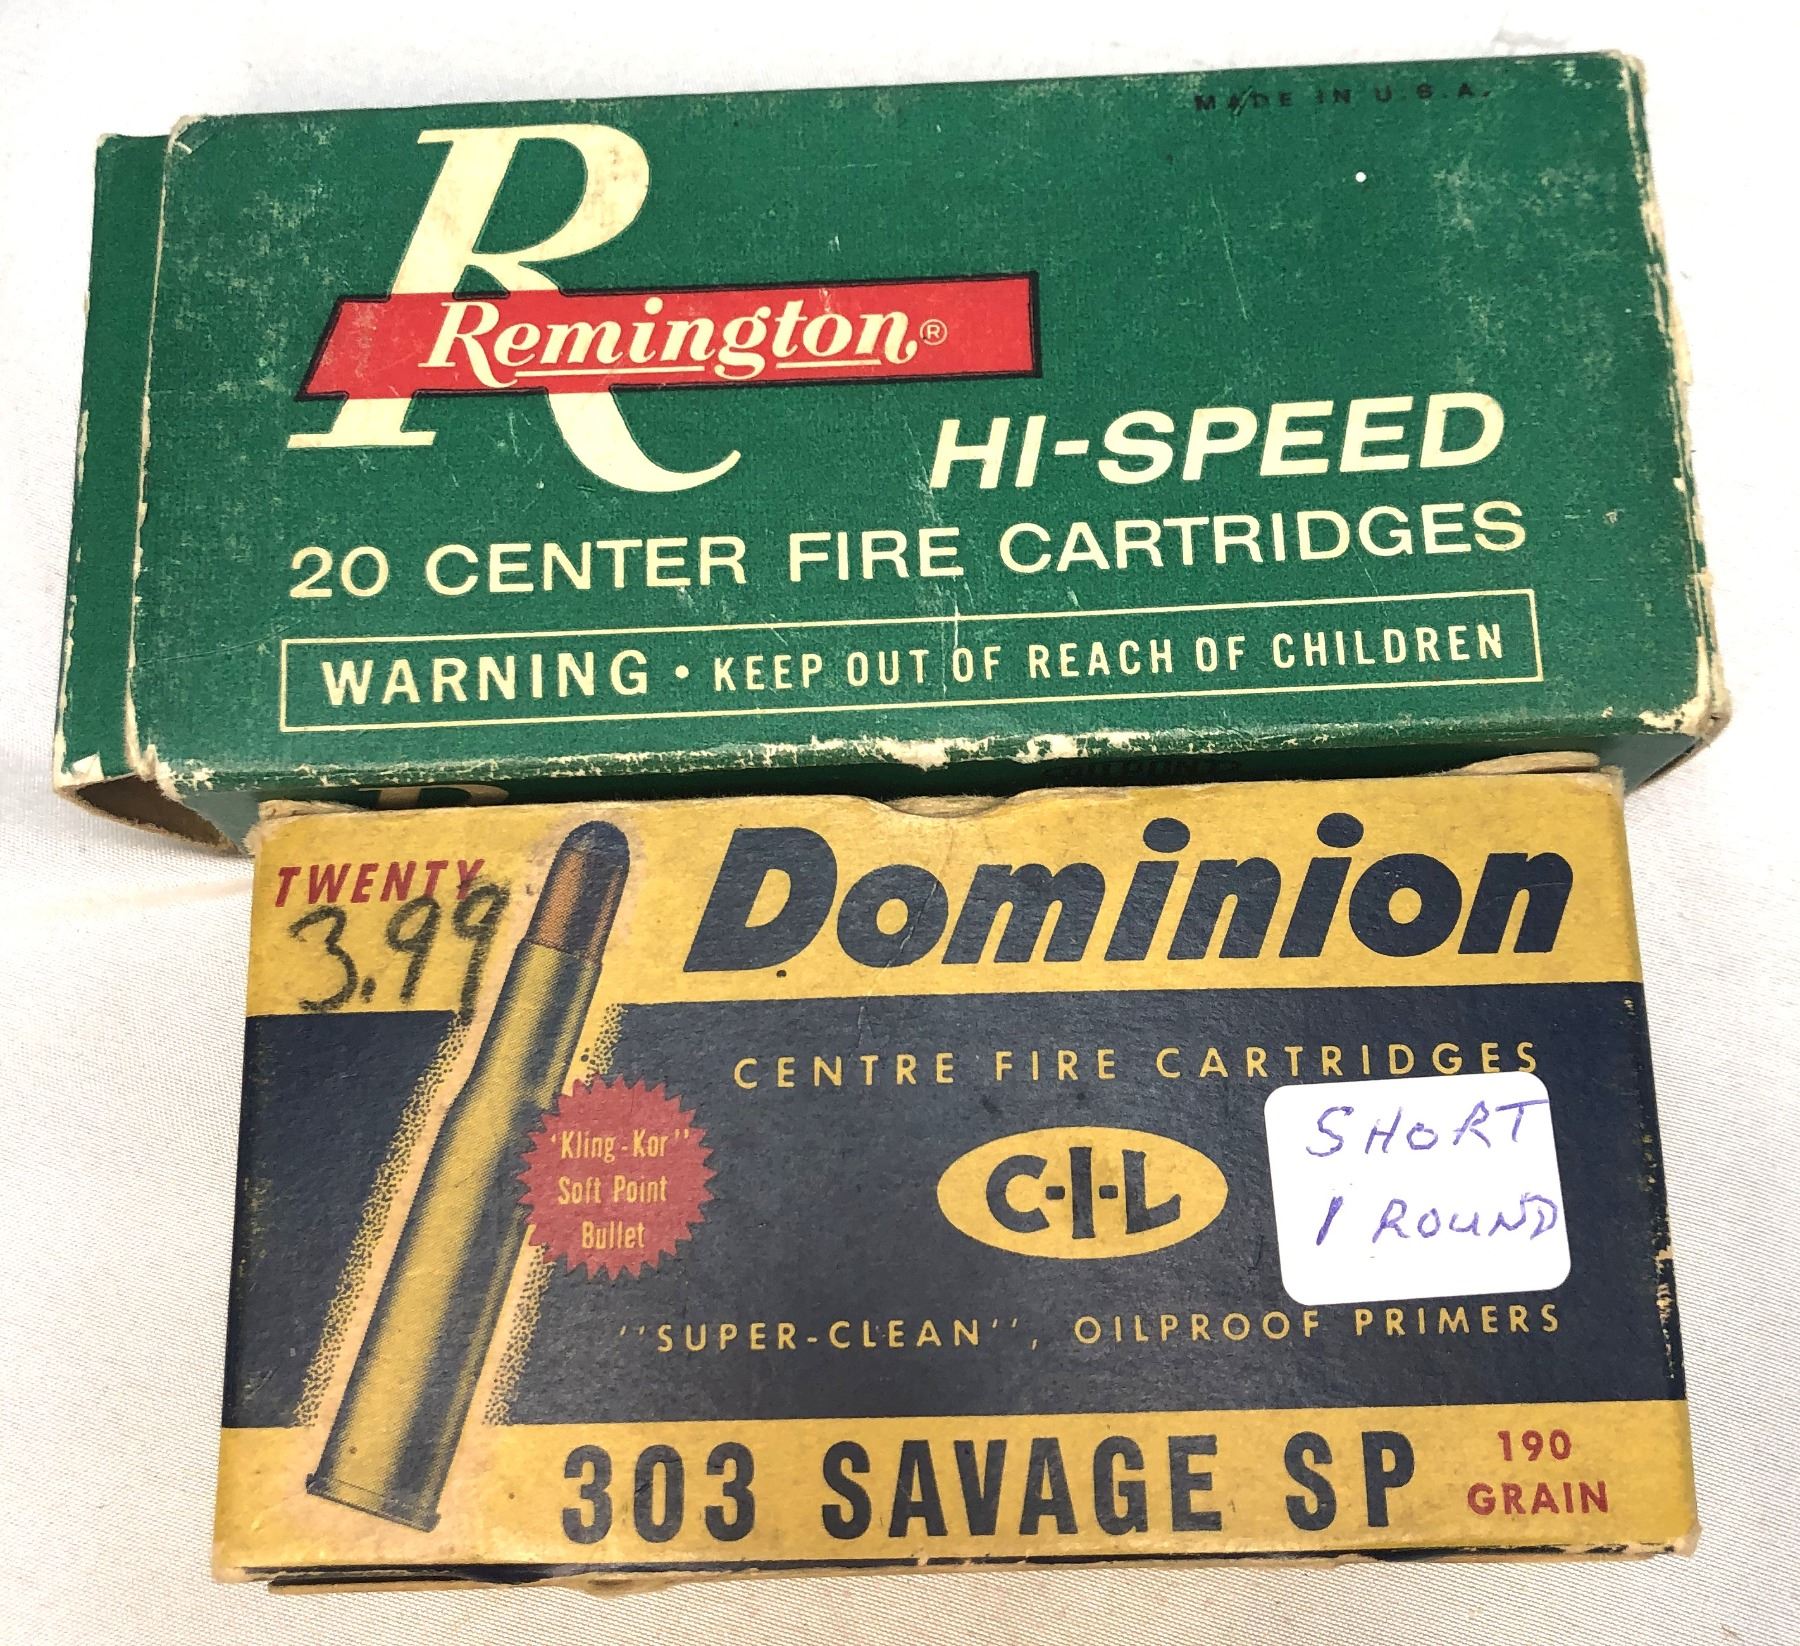 MADE IN U.S.A.
R
Remington®
HI-SPEED
20 CENTER FIRE CARTRIDGES
WARNING • KEEP OUT OF REACH OF CHILDREN
TWENTY
3.99
Dominion
CENTRE FIRE CARTRIDGES
'Kling-Kor"
Soft Point
Bullet
C-I-L
SHORT
1 ROUND
"SUPER-CLEAN", OILPROOF PRIMERS
303 SAVAGE SP
190
GRAIN